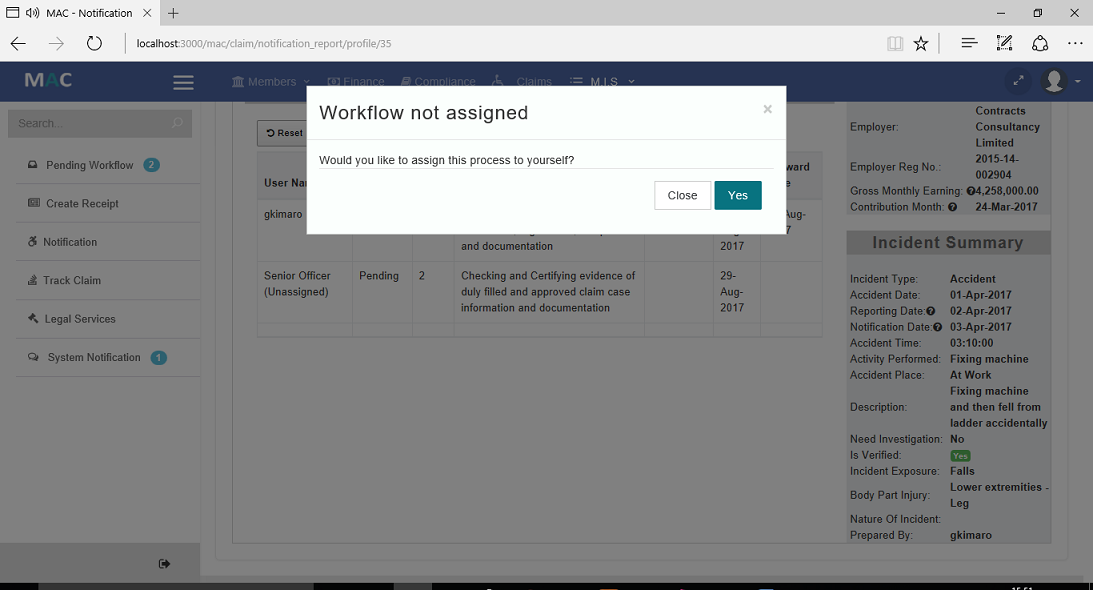 MAC - Notification
localhost:3000/mac/claim/notification_report/profile/35
MAC
Members
Finance
Compliance
Claims
M.I.S
Search...
Pending Workflow 2
Create Receipt
Notification
Track Claim
Legal Services
System Notification 1
Workflow not assigned
×
Would you like to assign this process to yourself?
Close
Yes
Reset
User
gkimaro
and documentation
2017
Senior Officer (Unassigned)
Pending
2
Checking and Certifying evidence of
duly filled and approved claim case
information and documentation
29-
Aug-
2017
Contracts
Employer: Consultancy
Limited
Employer Reg No.: 2015-14-
002904
Gross Monthly Earning: 4,258,000.00
Contribution Month: 24-Mar-2017
Incident Summary
Incident Type: Accident
Accident Date: 01-Apr-2017
Reporting Date: 02-Apr-2017
Notification Date: 03-Apr-2017
Accident Time: 03:10:00
Activity Performed: Fixing machine
Accident Place: At Work
Fixing machine
Description: and then fell from
ladder accidentally
Need Investigation: No
Is Verified: Yes
Incident Exposure: Falls
Body Part Injury: Lower extremities -
Leg
Nature Of Incident:
Prepared By: gkimaro